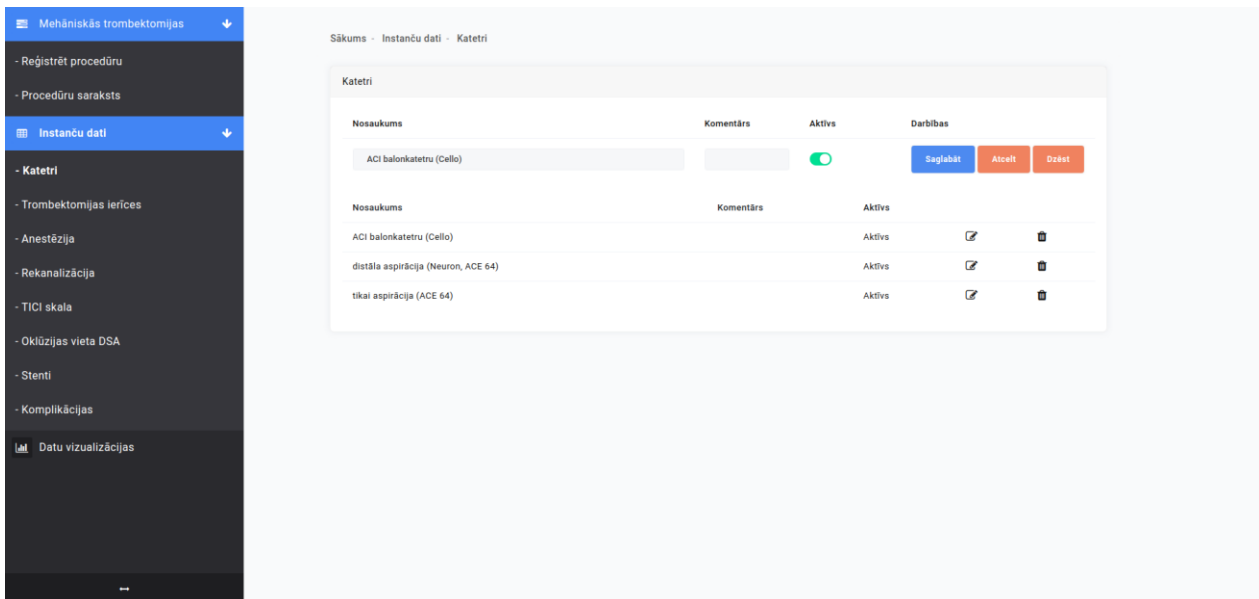 Mehāniskās trombektomijas
- Reģistrēt procedūru
- Procedūru saraksts
Instanču dati
- Katetri
- Trombektomijas ierīces
- Anestēzija
- Rekanalizācija
- TICI skala
- Oklūzijas vieta DSA
- Stenti
- Komplikācijas
Datu vizualizācijas
Sākums - Instanču dati - Katetri
Katetri
Nosaukums Komentārs Aktīvs Darbības
ACI balonkatetru (Cello) Saglabāt Atcelt Dzēst
Nosaukums Komentārs Aktīvs
ACI balonkatetru (Cello) Aktīvs
distāla aspirācija (Neuron, ACE 64) Aktīvs
tikai aspirācija (ACE 64) Aktīvs